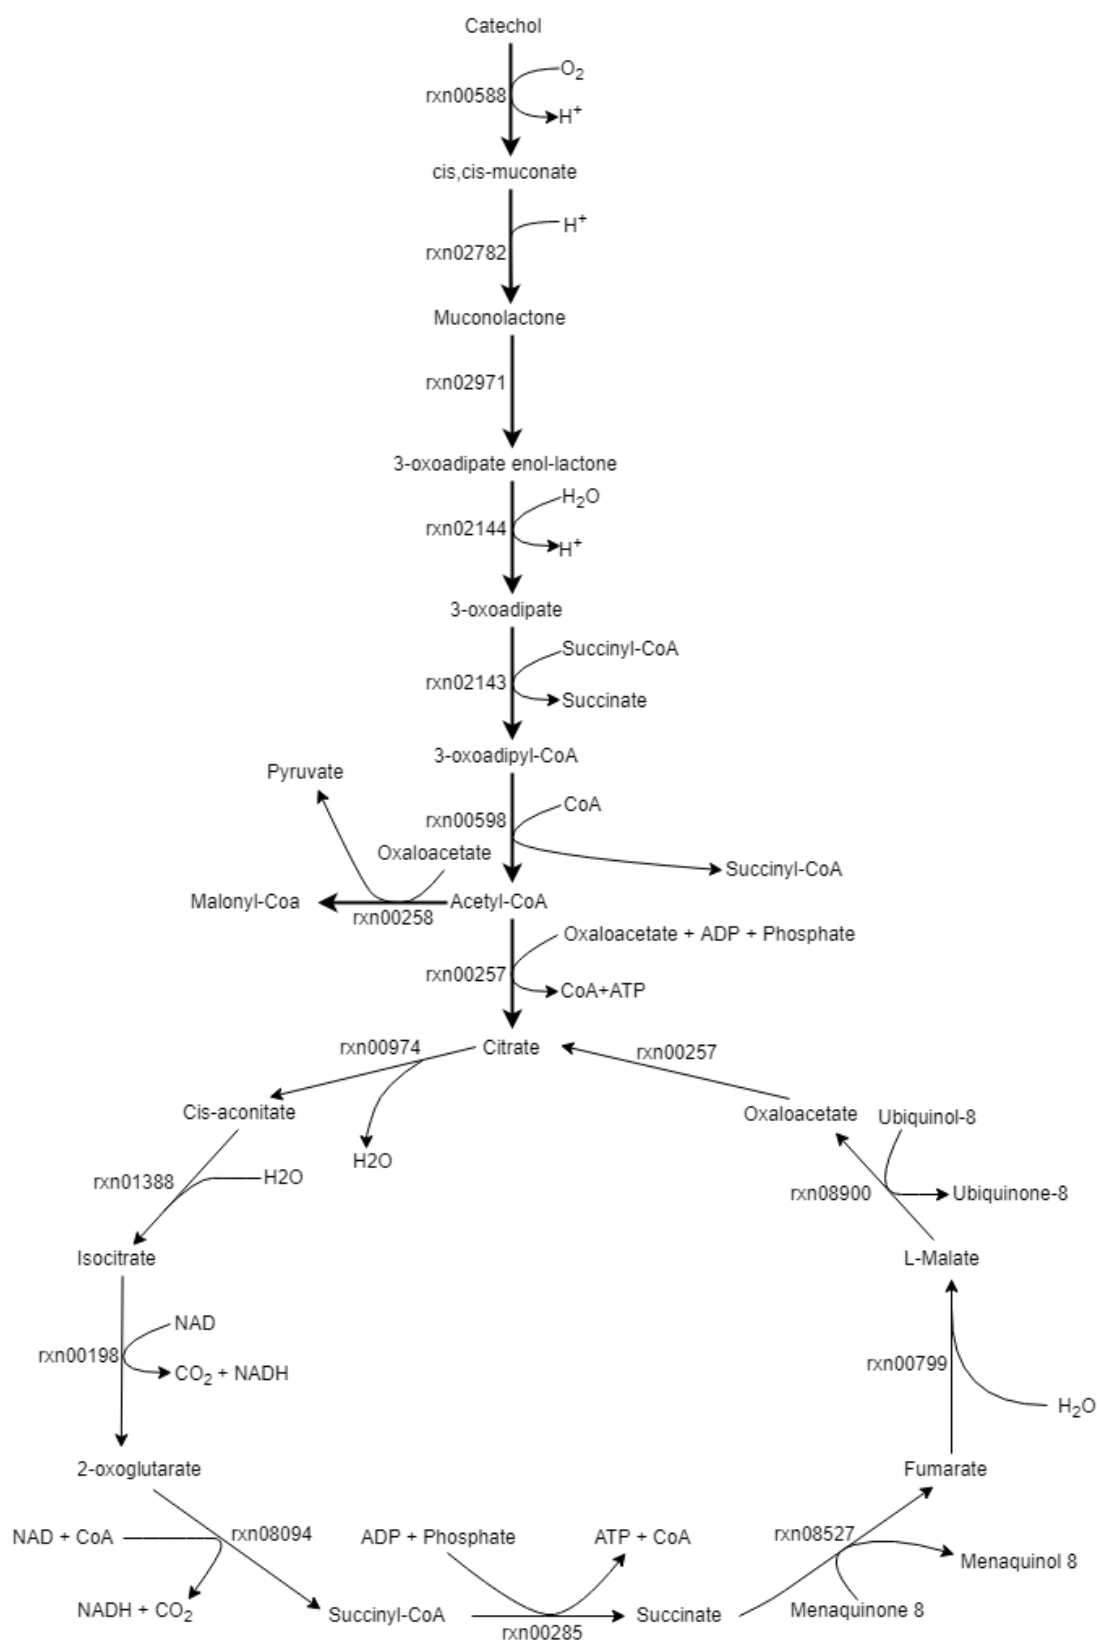 Catechol
O2
rxn00588
H+
cis,cis-muconate
H+
rxn02782
Muconolactone
rxn02971
3-oxoadipate enol-lactone
H2O
rxn02144
H+
3-oxoadipate
Succinyl-CoA
rxn02143
Succinate
3-oxoadipyl-CoA
Pyruvate
CoA
rxn00598
Oxaloacetate
Succinyl-CoA
Malonyl-Coa
Acetyl-CoA
rxn00258
Oxaloacetate + ADP + Phosphate
rxn00257
CoA+ATP
rxn00974
Citrate
rxn00257
Cis-aconitate
Oxaloacetate
Ubiquinol-8
H2O
rxn01388
H2O
rxn08900
Ubiquinone-8
Isocitrate
L-Malate
NAD
rxn00198
CO2 + NADH
rxn00799
H2O
2-oxoglutarate
Fumarate
NAD + CoA
rxn08094
ADP + Phosphate
ATP + CoA
rxn08527
Menaquinol 8
NADH + CO2
Succinyl-CoA
Succinate
Menaquinone 8
rxn00285